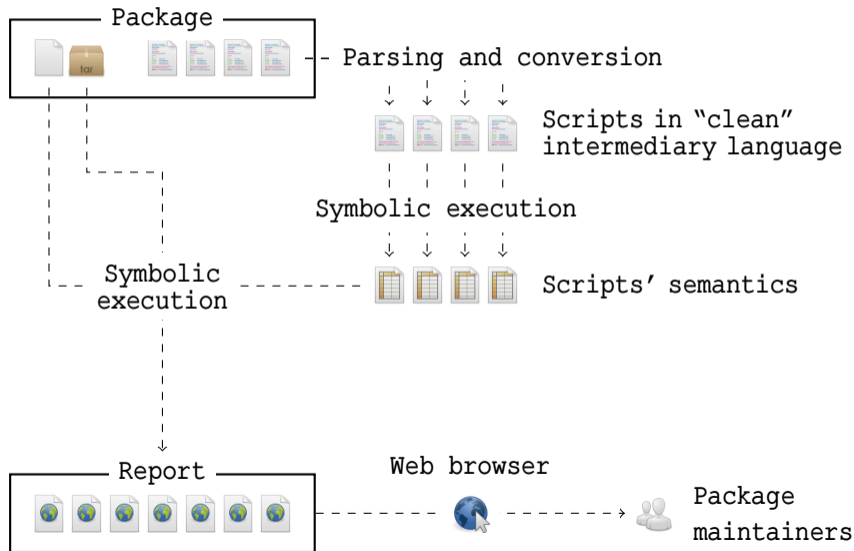 Package
tar
Parsing and conversion
Scripts in “clean”
intermediary language
Symbolic execution
Symbolic
execution
Scripts’ semantics
Report
Web browser
Package
maintainers